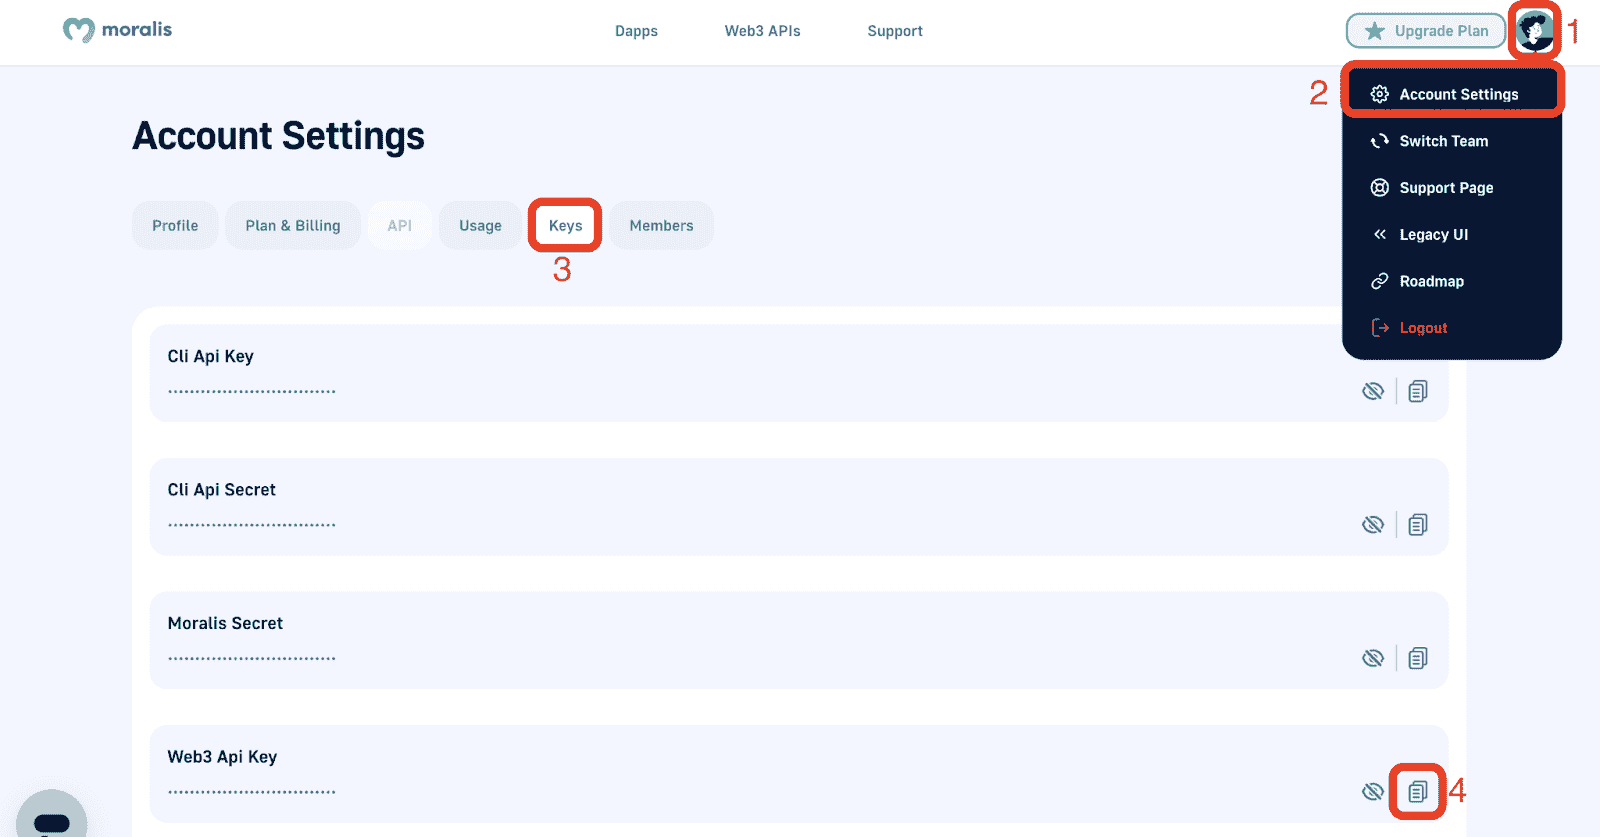 moralis
Dapps
Web3 APIs
Support
Upgrade Plan
1
2
Account Settings
Switch Team
Support Page
Legacy UI
Roadmap
Logout
Account Settings
Profile
Plan & Billing
API
Usage
Keys
Members
3
Cli Api Key
Cli Api Secret
Moralis Secret
Web3 Api Key
4